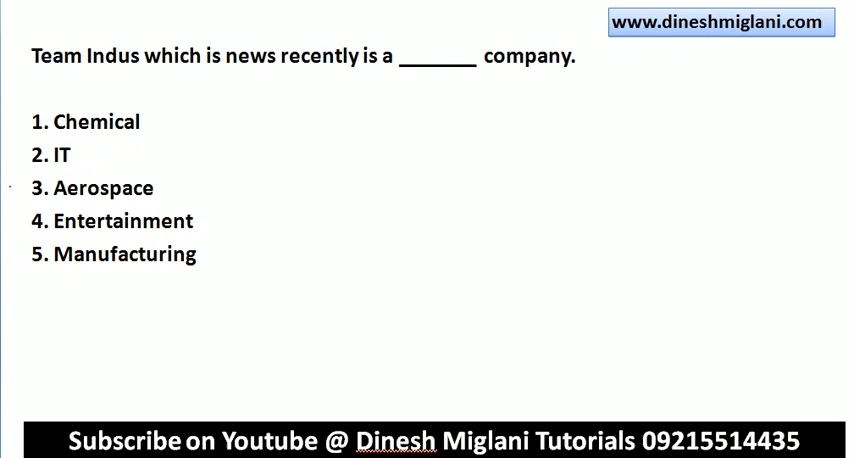 www.dineshmiglani.com
Team Indus which is news recently is a _______ company.
1. Chemical
2. IT
3. Aerospace
4. Entertainment
5. Manufacturing
Subscribe on Youtube @ Dinesh Miglani Tutorials 09215514435